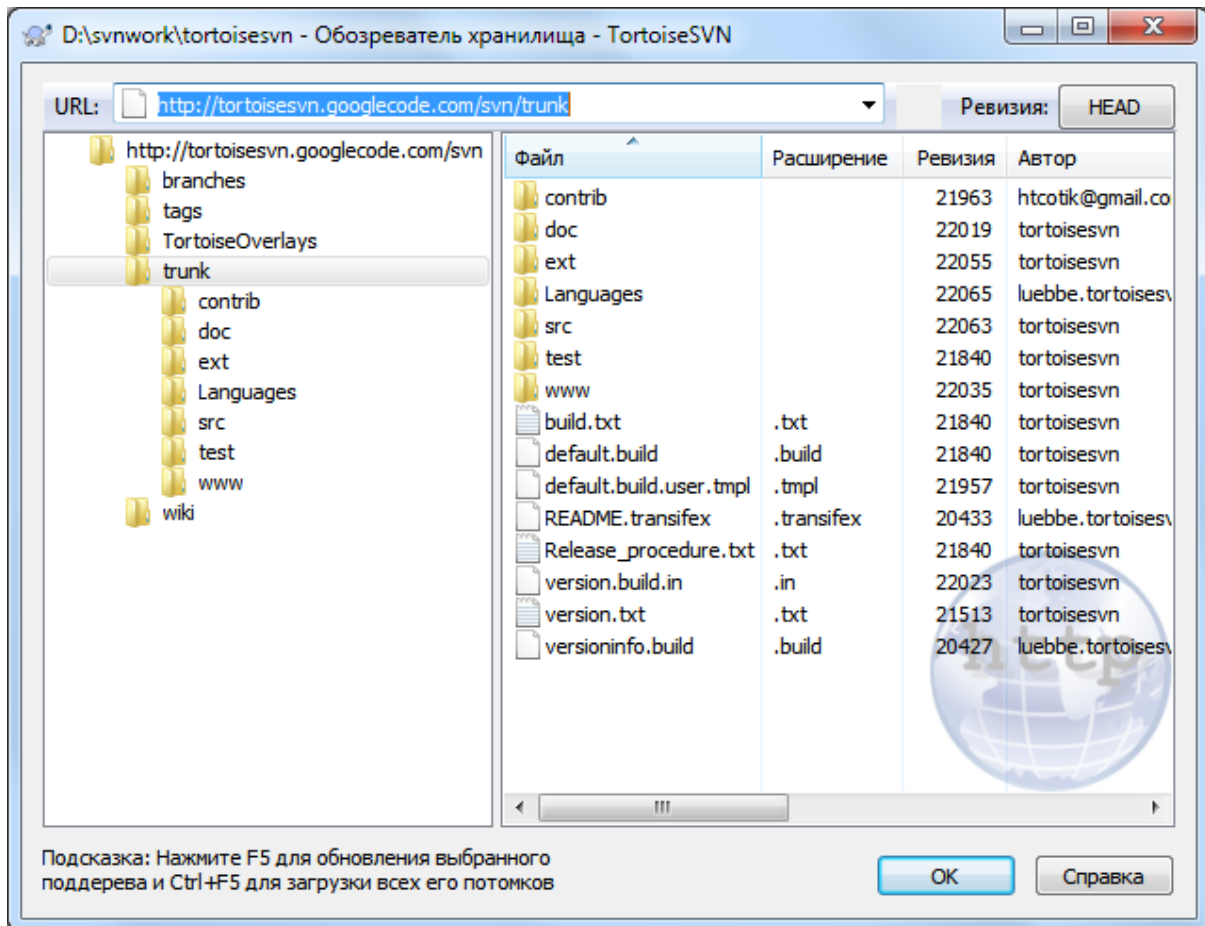 D:\svnwork\tortoisesvn - Обозреватель хранилища - TortoiseSVN
URL: http://tortoisesvn.googlecode.com/svn/trunk Ревизия: HEAD
http://tortoisesvn.googlecode.com/svn
branches
tags
TortoiseOverlays
trunk
contrib
doc
ext
Languages
src
test
www
wiki
Файл Расширение Ревизия Автор
contrib 21963 htcotik@gmail.co
doc 22019 tortoisesvn
ext 22055 tortoisesvn
Languages 22065 luebbe.tortoisesv
src 22063 tortoisesvn
test 21840 tortoisesvn
www 22035 tortoisesvn
build.txt .txt 21840 tortoisesvn
default.build .build 21840 tortoisesvn
default.build.user.tmpl .tmpl 21957 tortoisesvn
README.transifex .transifex 20433 luebbe.tortoisesv
Release_procedure.txt .txt 21840 tortoisesvn
version.build.in .in 22023 tortoisesvn
version.txt .txt 21513 tortoisesvn
versioninfo.build .build 20427 luebbe.tortoisesv
http
Подсказка: Нажмите F5 для обновления выбранного
поддерева и Ctrl+F5 для загрузки всех его потомков
OK Справка